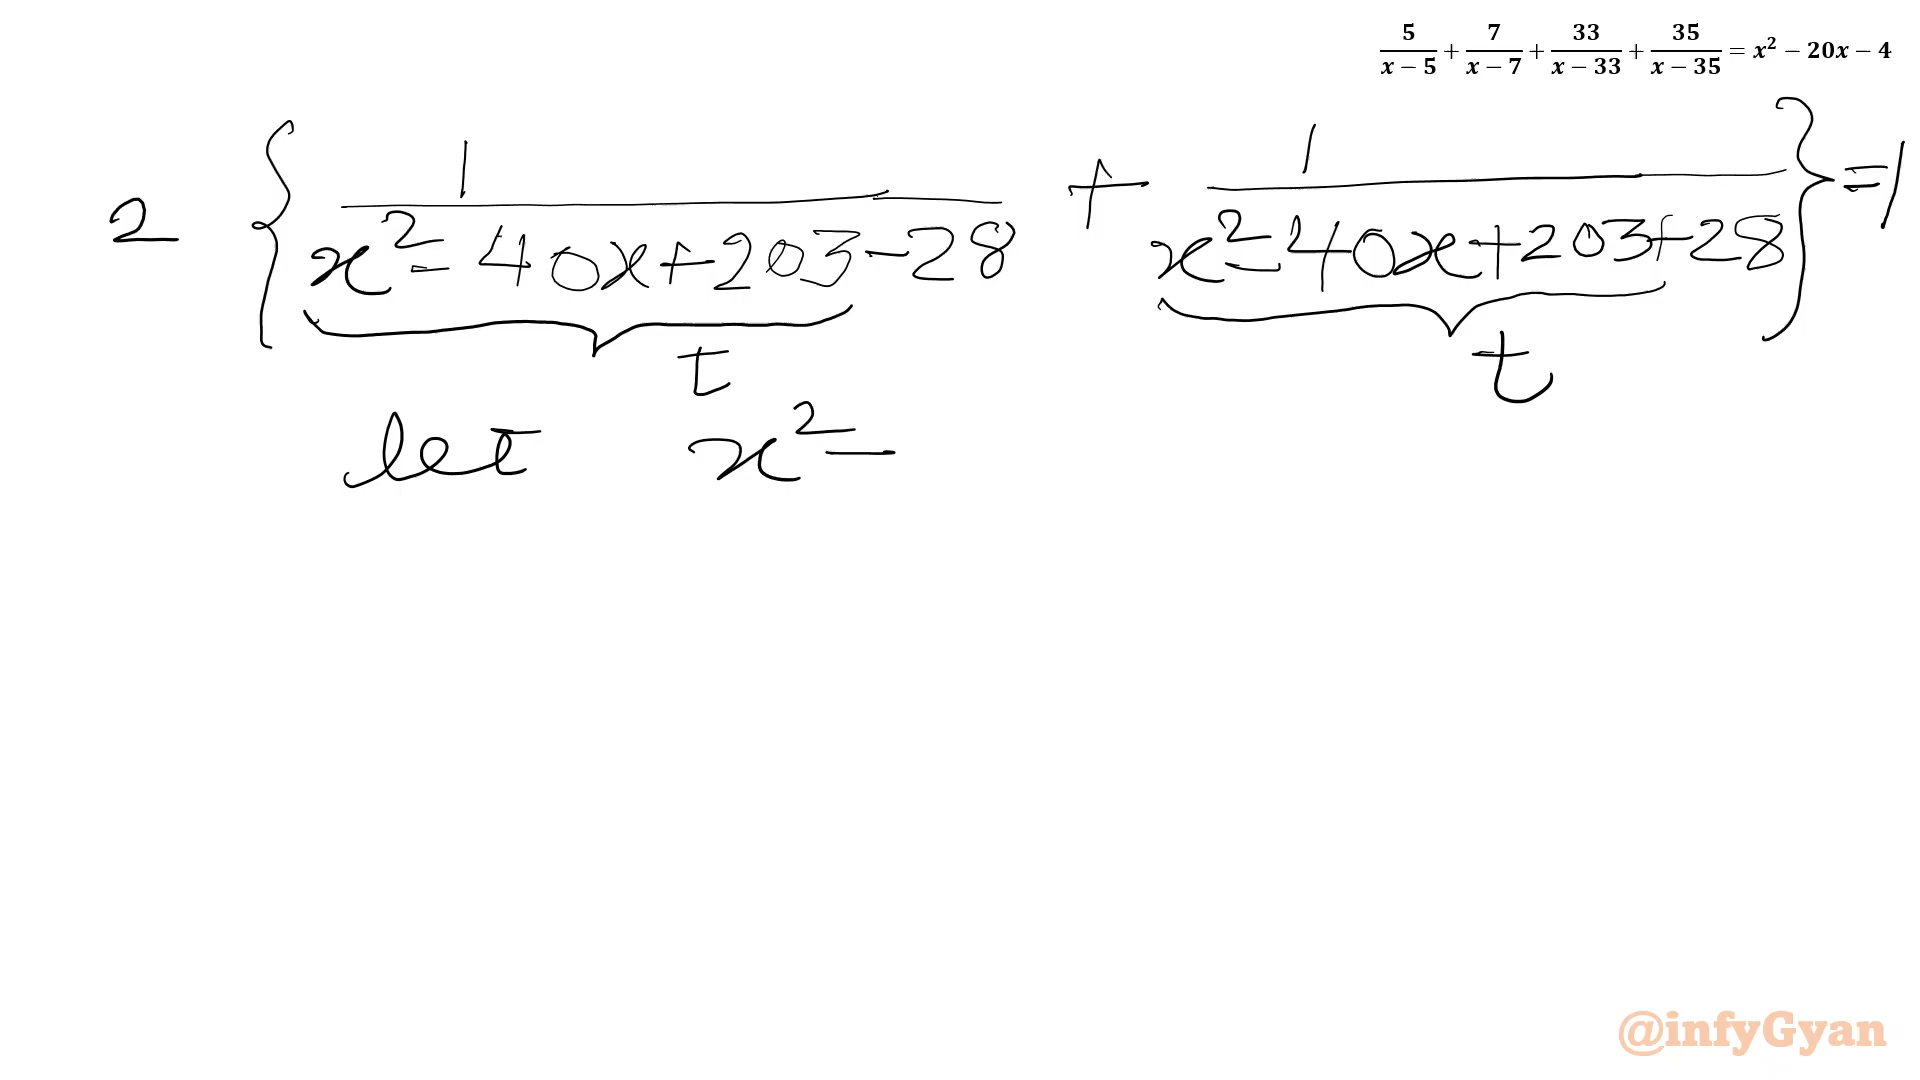 5/(x − 5) + 7/(x − 7) + 33/(x − 33) + 35/(x − 35) = x² − 20x − 4
2 { 1/(x² − 40x + 203 − 28) + 1/(x² − 40x + 203 + 28) } = 1
t t
let x² −
@infyGyan